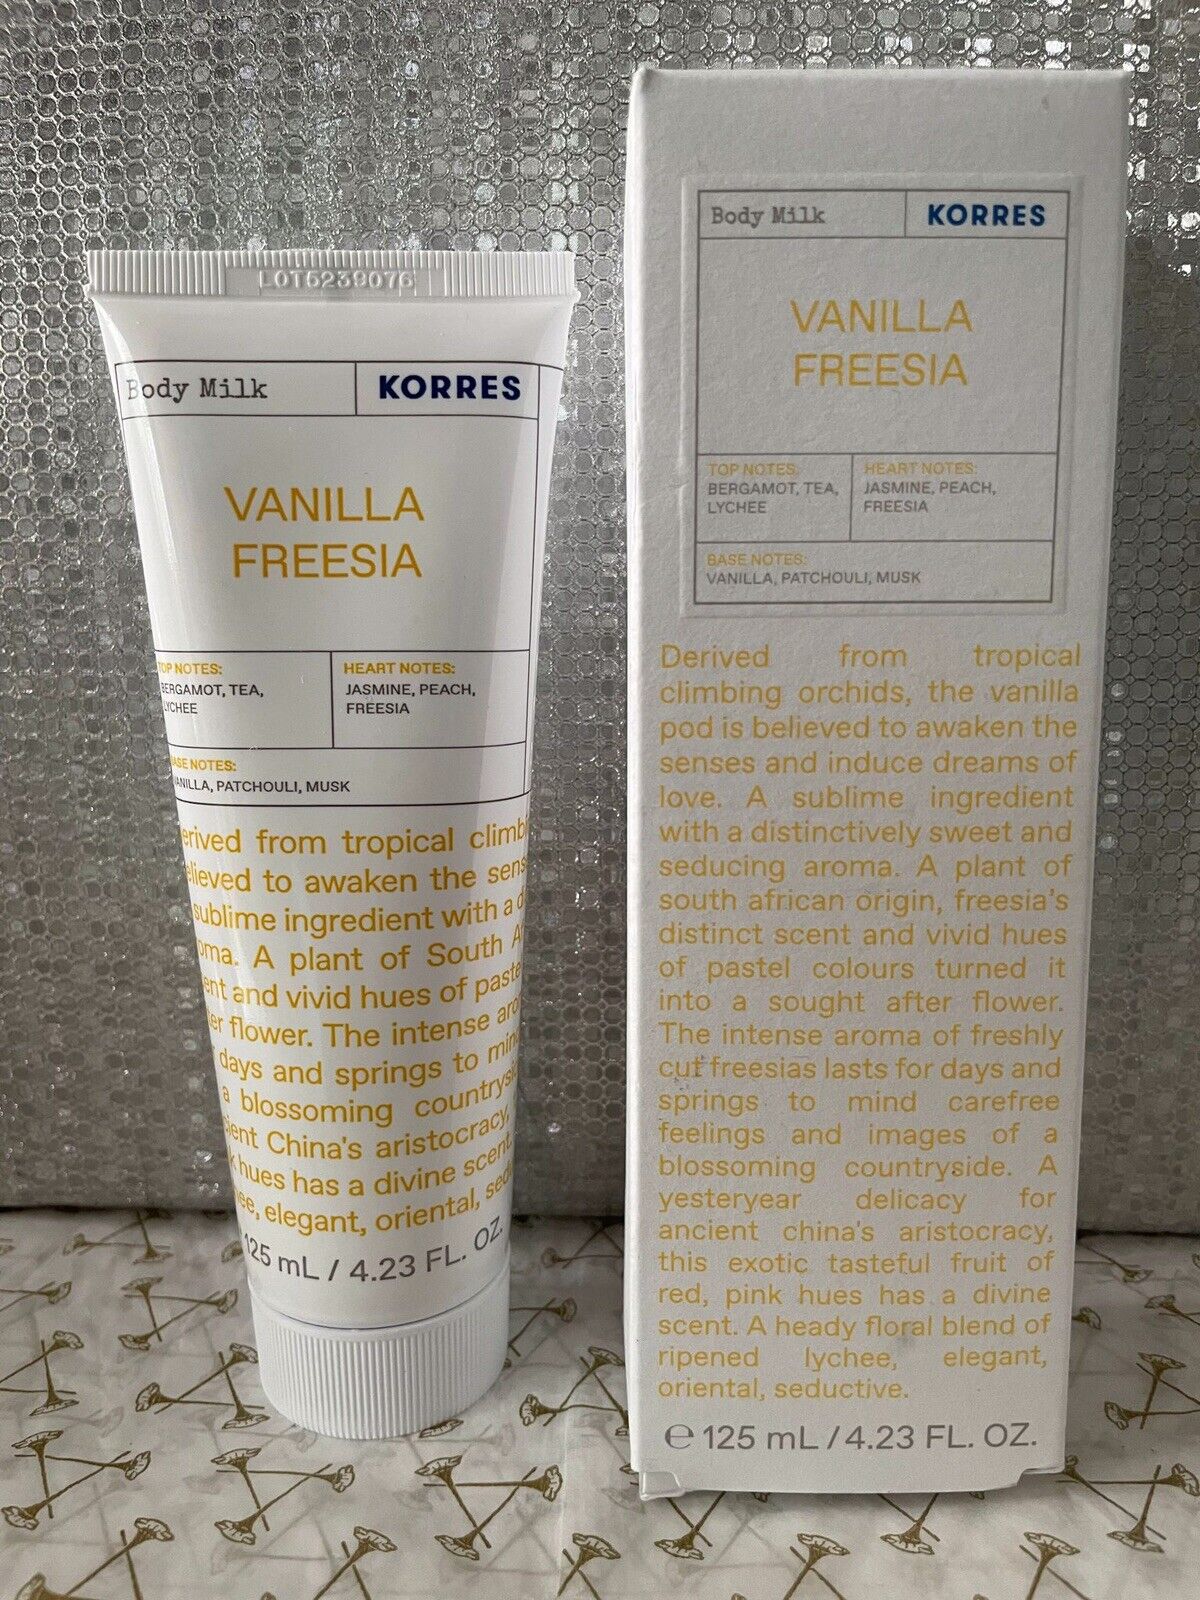 LOT5239076
Body Milk
KORRES
VANILLA
FREESIA
TOP NOTES:
BERGAMOT, TEA,
LYCHEE
HEART NOTES:
JASMINE, PEACH,
FREESIA
BASE NOTES:
VANILLA, PATCHOULI, MUSK
erived from tropical climb
elieved to awaken the sens
sublime ingredient with a d
oma. A plant of South A
ent and vivid hues of paste
er flower. The intense aro
days and springs to mind
a blossoming countrysi
cient China's aristocracy,
k hues has a divine scent.
hee, elegant, oriental, sedu
125 mL / 4.23 FL. OZ.
Body Milk
KORRES
VANILLA
FREESIA
TOP NOTES:
BERGAMOT, TEA,
LYCHEE
HEART NOTES:
JASMINE, PEACH,
FREESIA
BASE NOTES:
VANILLA, PATCHOULI, MUSK
Derived from tropical
climbing orchids, the vanilla
pod is believed to awaken the
senses and induce dreams of
love. A sublime ingredient
with a distinctively sweet and
seducing aroma. A plant of
south african origin, freesia's
distinct scent and vivid hues
of pastel colours turned it
into a sought after flower.
The intense aroma of freshly
cut freesias lasts for days and
springs to mind carefree
feelings and images of a
blossoming countryside. A
yesteryear delicacy for
ancient china's aristocracy,
this exotic tasteful fruit of
red, pink hues has a divine
scent. A heady floral blend of
ripened lychee, elegant,
oriental, seductive.
℮ 125 mL / 4.23 FL. OZ.